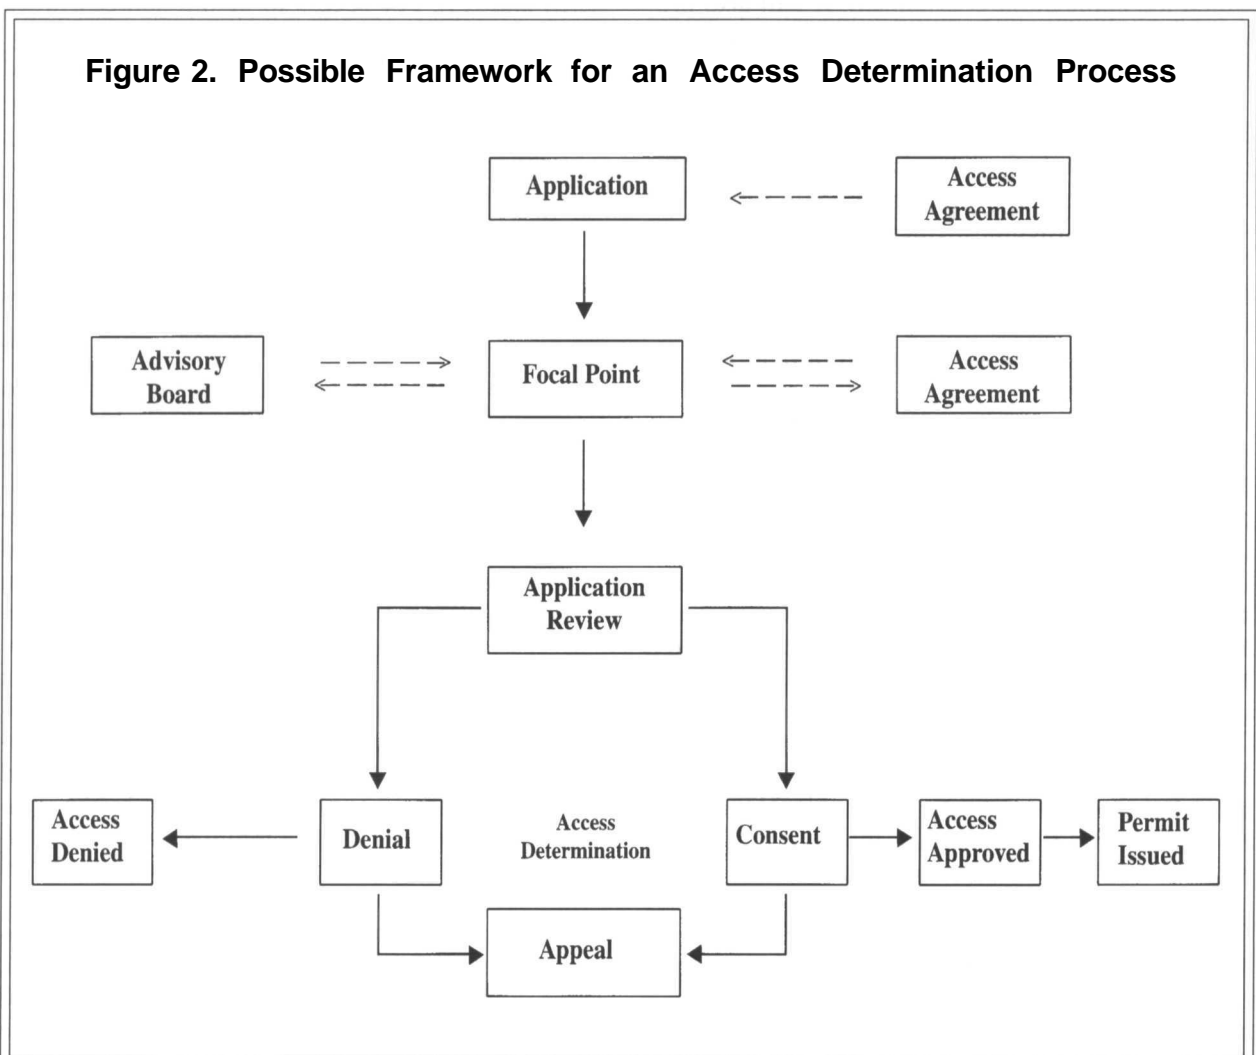 Figure 2. Possible Framework for an Access Determination Process
Application
Access
Agreement
Advisory
Board
Focal Point
Access
Agreement
Application
Review
Access
Denied
Denial
Access
Determination
Consent
Access
Approved
Permit
Issued
Appeal